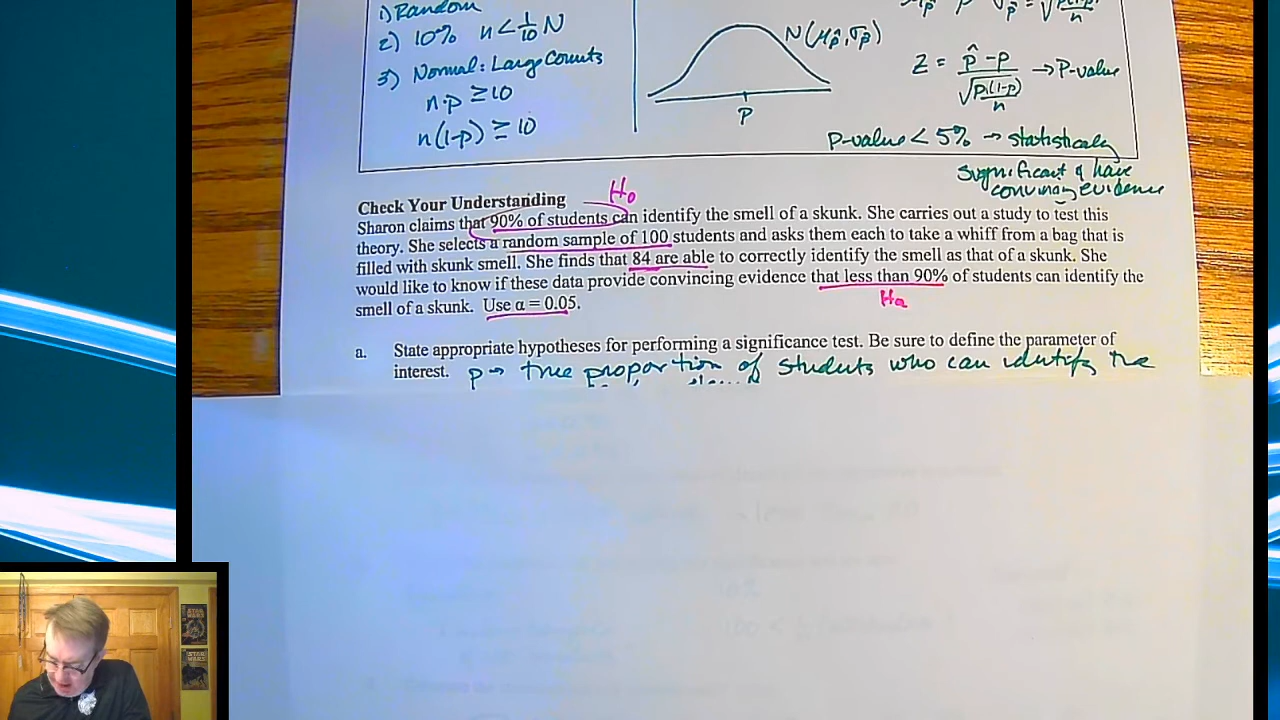 1) Random
2) 10% n < 1/10 N
3) Normal: Large Counts
n·p ≥ 10
n(1-p) ≥ 10
N(μp̂, σp̂)
p
Z = p̂ - p / √(p(1-p)/n) → P-value
P-value < 5% → statistically
significant & have
convincing evidence
Check Your Understanding
H₀
Sharon claims that 90% of students can identify the smell of a skunk. She carries out a study to test this
theory. She selects a random sample of 100 students and asks them each to take a whiff from a bag that is
filled with skunk smell. She finds that 84 are able to correctly identify the smell as that of a skunk. She
would like to know if these data provide convincing evidence that less than 90% of students can identify the
Ha
smell of a skunk. Use α = 0.05.
a. State appropriate hypotheses for performing a significance test. Be sure to define the parameter of
interest. p → true proportion of students who can identify the
STAR WARS
STAR WARS